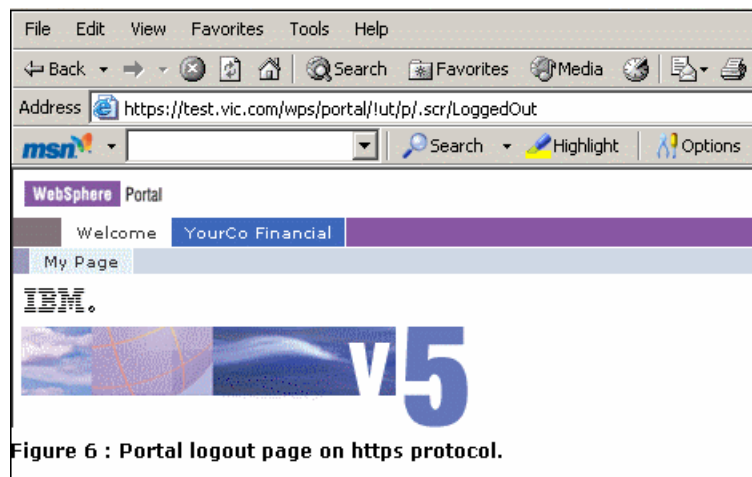 File Edit View Favorites Tools Help
Back Search Favorites Media
Address https://test.vic.com/wps/portal/!ut/p/.scr/LoggedOut
msn Search Highlight Options
WebSphere Portal
Welcome YourCo Financial
My Page
IBM.
v5
Figure 6 : Portal logout page on https protocol.